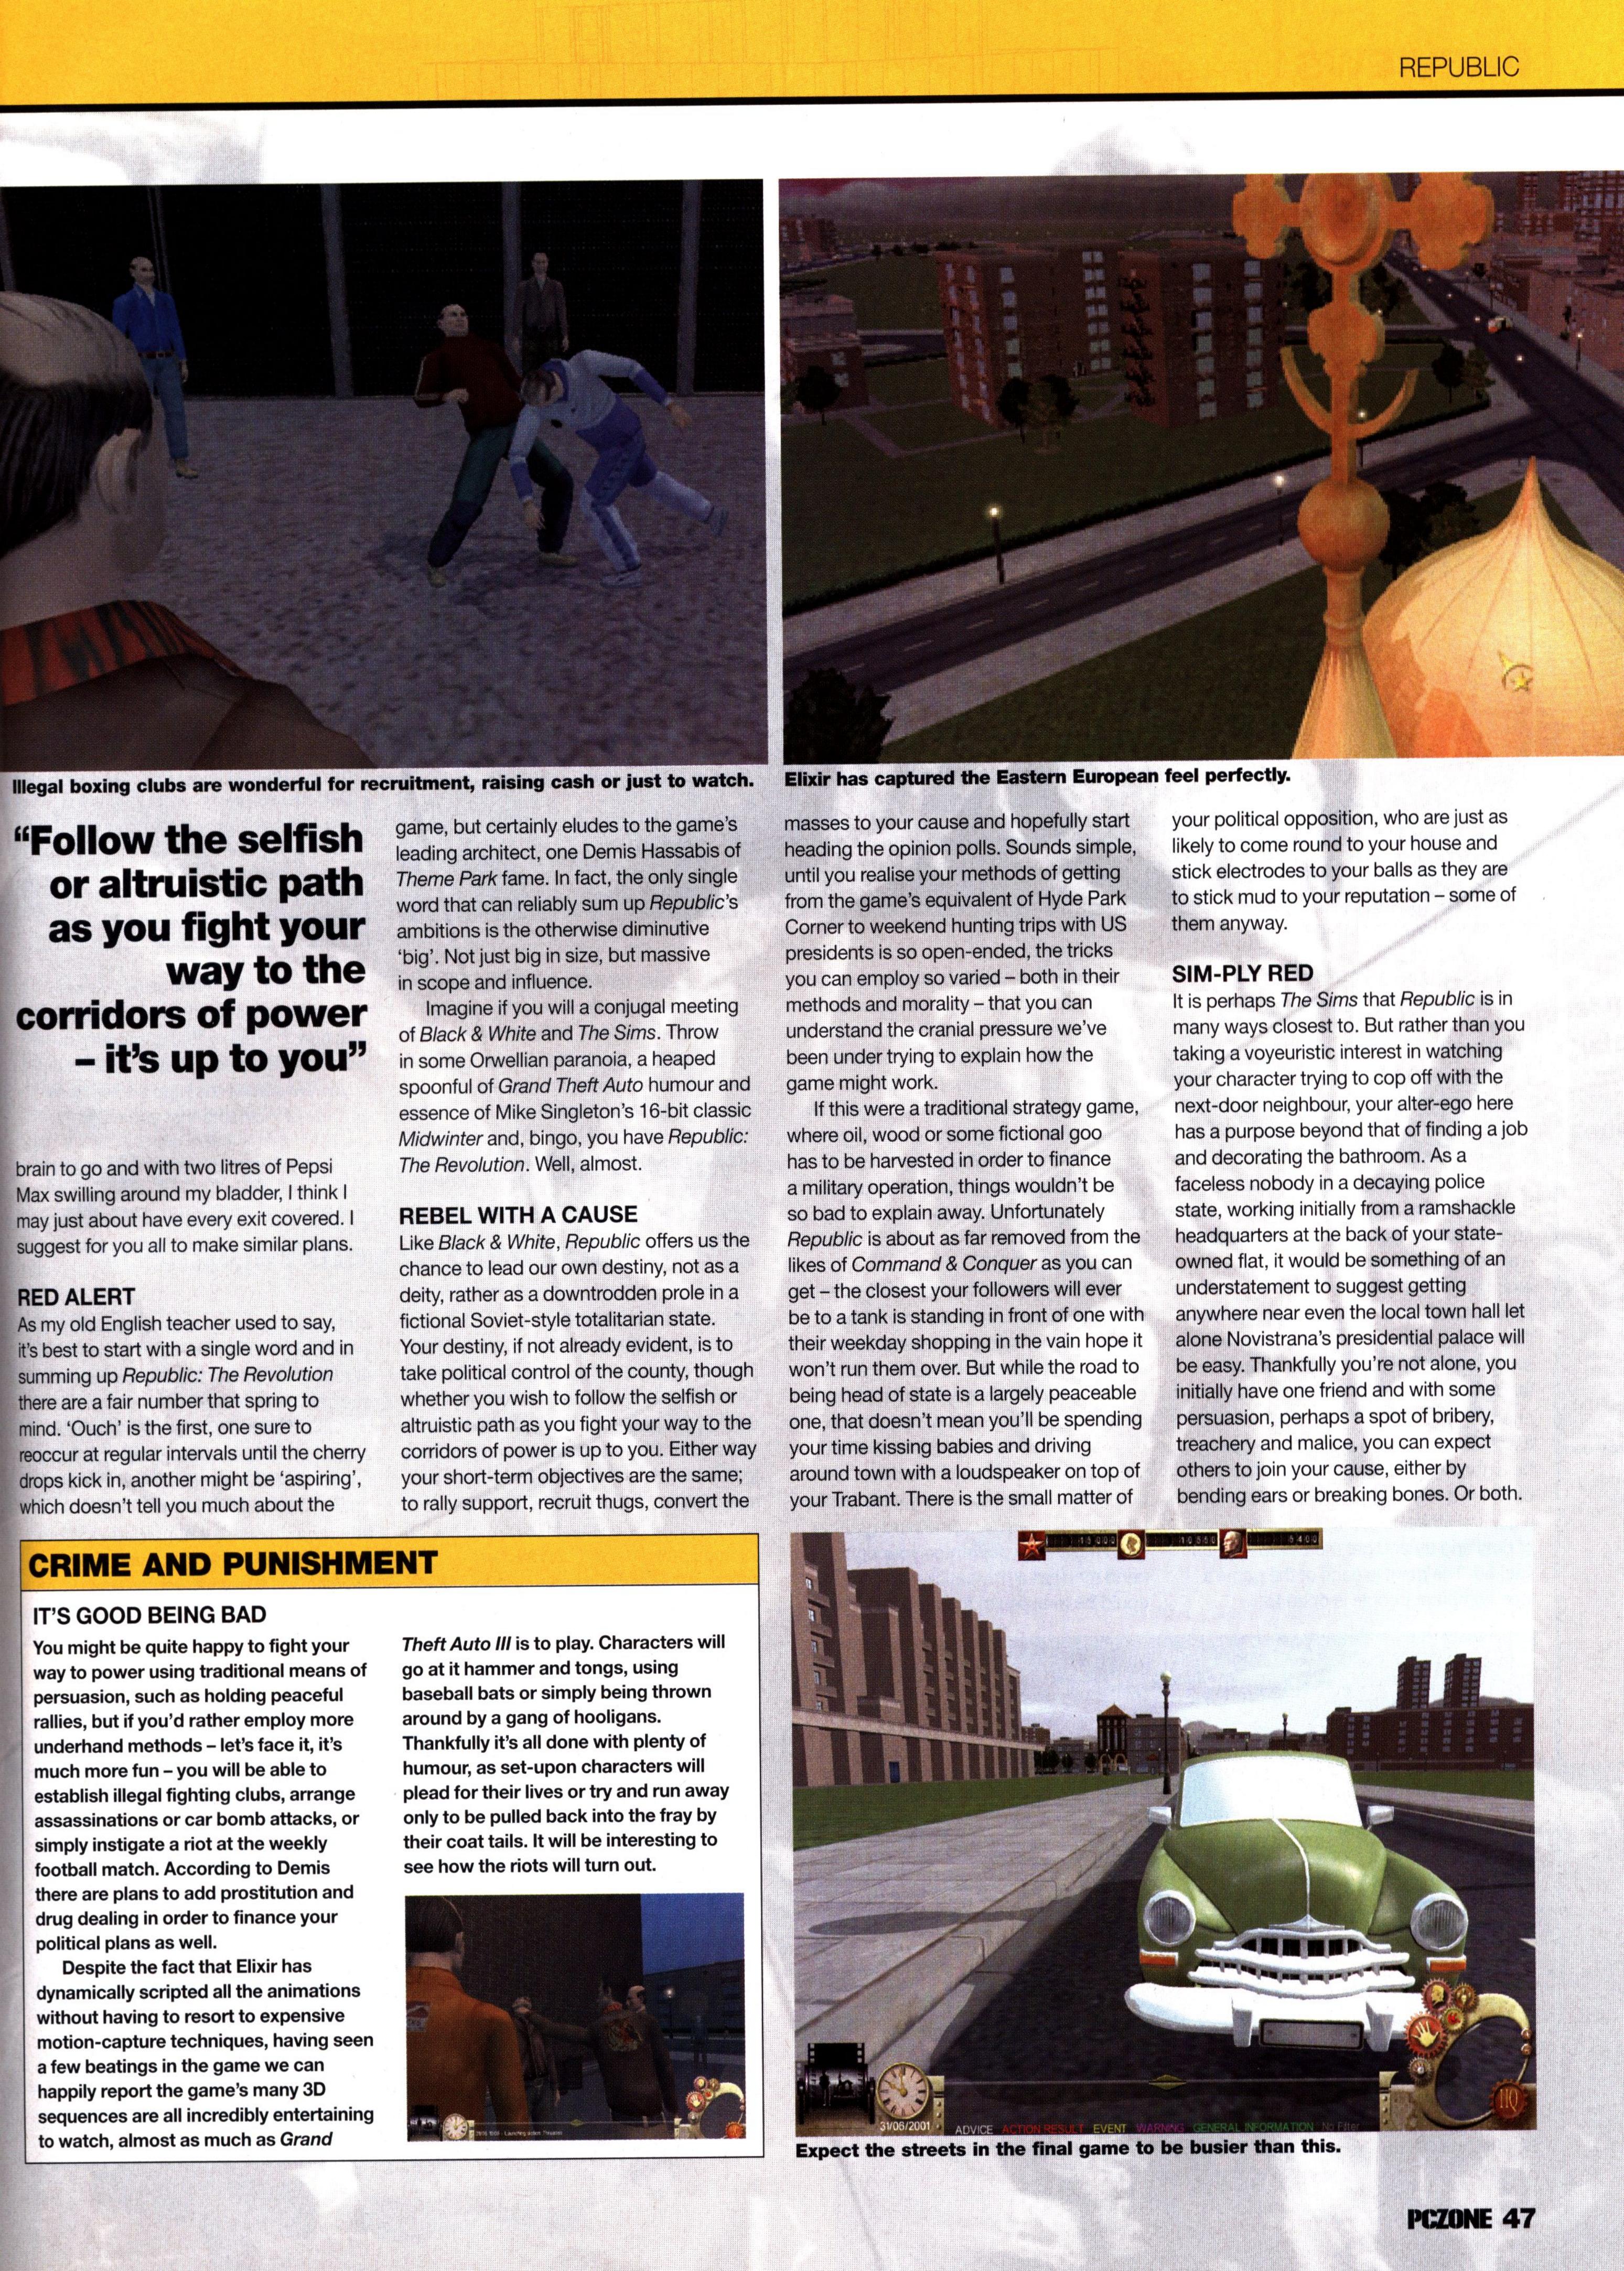 REPUBLIC
Illegal boxing clubs are wonderful for recruitment, raising cash or just to watch.
Elixir has captured the Eastern European feel perfectly.
“Follow the selfish
or altruistic path
as you fight your
way to the
corridors of power
– it’s up to you”
brain to go and with two litres of Pepsi
Max swilling around my bladder, I think I
may just about have every exit covered. I
suggest for you all to make similar plans.
RED ALERT
As my old English teacher used to say,
it’s best to start with a single word and in
summing up Republic: The Revolution
there are a fair number that spring to
mind. ‘Ouch’ is the first, one sure to
reoccur at regular intervals until the cherry
drops kick in, another might be ‘aspiring’,
which doesn’t tell you much about the
game, but certainly eludes to the game’s
leading architect, one Demis Hassabis of
Theme Park fame. In fact, the only single
word that can reliably sum up Republic’s
ambitions is the otherwise diminutive
‘big’. Not just big in size, but massive
in scope and influence.
Imagine if you will a conjugal meeting
of Black & White and The Sims. Throw
in some Orwellian paranoia, a heaped
spoonful of Grand Theft Auto humour and
essence of Mike Singleton’s 16-bit classic
Midwinter and, bingo, you have Republic:
The Revolution. Well, almost.
REBEL WITH A CAUSE
Like Black & White, Republic offers us the
chance to lead our own destiny, not as a
deity, rather as a downtrodden prole in a
fictional Soviet-style totalitarian state.
Your destiny, if not already evident, is to
take political control of the county, though
whether you wish to follow the selfish or
altruistic path as you fight your way to the
corridors of power is up to you. Either way
your short-term objectives are the same;
to rally support, recruit thugs, convert the
masses to your cause and hopefully start
heading the opinion polls. Sounds simple,
until you realise your methods of getting
from the game’s equivalent of Hyde Park
Corner to weekend hunting trips with US
presidents is so open-ended, the tricks
you can employ so varied – both in their
methods and morality – that you can
understand the cranial pressure we’ve
been under trying to explain how the
game might work.
If this were a traditional strategy game,
where oil, wood or some fictional goo
has to be harvested in order to finance
a military operation, things wouldn’t be
so bad to explain away. Unfortunately
Republic is about as far removed from the
likes of Command & Conquer as you can
get – the closest your followers will ever
be to a tank is standing in front of one with
their weekday shopping in the vain hope it
won’t run them over. But while the road to
being head of state is a largely peaceable
one, that doesn’t mean you’ll be spending
your time kissing babies and driving
around town with a loudspeaker on top of
your Trabant. There is the small matter of
your political opposition, who are just as
likely to come round to your house and
stick electrodes to your balls as they are
to stick mud to your reputation – some of
them anyway.
SIM-PLY RED
It is perhaps The Sims that Republic is in
many ways closest to. But rather than you
taking a voyeuristic interest in watching
your character trying to cop off with the
next-door neighbour, your alter-ego here
has a purpose beyond that of finding a job
and decorating the bathroom. As a
faceless nobody in a decaying police
state, working initially from a ramshackle
headquarters at the back of your state-
owned flat, it would be something of an
understatement to suggest getting
anywhere near even the local town hall let
alone Novistrana’s presidential palace will
be easy. Thankfully you’re not alone, you
initially have one friend and with some
persuasion, perhaps a spot of bribery,
treachery and malice, you can expect
others to join your cause, either by
bending ears or breaking bones. Or both.
CRIME AND PUNISHMENT
IT’S GOOD BEING BAD
You might be quite happy to fight your
way to power using traditional means of
persuasion, such as holding peaceful
rallies, but if you’d rather employ more
underhand methods – let’s face it, it’s
much more fun – you will be able to
establish illegal fighting clubs, arrange
assassinations or car bomb attacks, or
simply instigate a riot at the weekly
football match. According to Demis
there are plans to add prostitution and
drug dealing in order to finance your
political plans as well.
Despite the fact that Elixir has
dynamically scripted all the animations
without having to resort to expensive
motion-capture techniques, having seen
a few beatings in the game we can
happily report the game’s many 3D
sequences are all incredibly entertaining
to watch, almost as much as Grand
Theft Auto III is to play. Characters will
go at it hammer and tongs, using
baseball bats or simply being thrown
around by a gang of hooligans.
Thankfully it’s all done with plenty of
humour, as set-upon characters will
plead for their lives or try and run away
only to be pulled back into the fray by
their coat tails. It will be interesting to
see how the riots will turn out.
31/06/2001
ADVICE ACTION RESULT EVENT WARNING GENERAL INFORMATION No Filter
HQ
Expect the streets in the final game to be busier than this.
PCZONE 47